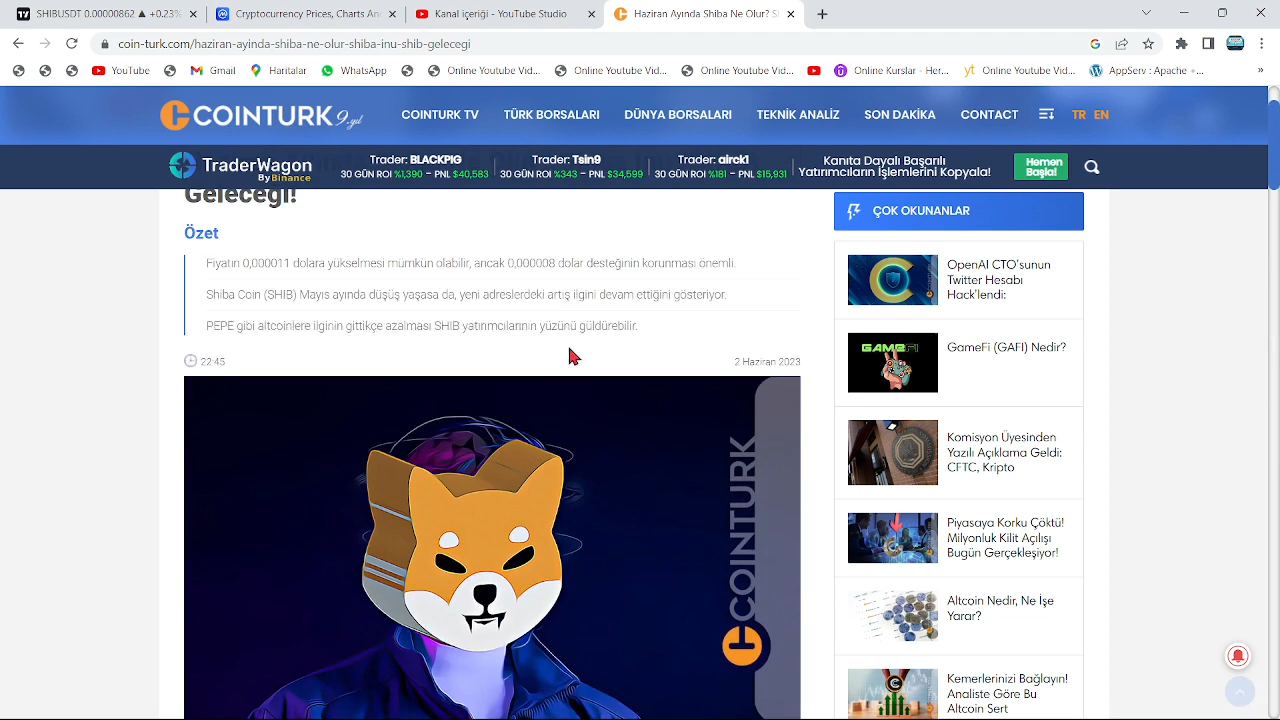 SHIBUSDT 0.00000862 ▲ +0.23%
Cryptocurrency Prices, Chart An
Kanal içeriği - YouTube Studio
Haziran Ayında Shiba Ne Olur? S
coin-turk.com/haziran-ayinda-shiba-ne-olur-shiba-inu-shib-gelecegi
YouTube
Gmail
Haritalar
WhatsApp
Online Youtube Vid...
Online Youtube Vid...
Online Youtube Vid...
Online Kurslar - Her...
yt Online Youtube Vid...
AppServ : Apache +...
»
COINTURK 9.yıl
COINTURK TV
TÜRK BORSALARI
DÜNYA BORSALARI
TEKNİK ANALİZ
SON DAKİKA
CONTACT
TR EN
TraderWagon
By Binance
Trader: BLACKPIG
30 GÜN ROI %1,390 – PNL $40,583
Trader: Tsin9
30 GÜN ROI %343 – PNL $34,599
Trader: airck1
30 GÜN ROI %181 – PNL $15,931
Kanıta Dayalı Başarılı
Yatırımcıların İşlemlerini Kopyala!
Hemen
Başla!
Geleceği!
Özet
Fiyatın 0,000011 dolara yükselmesi mümkün olabilir, ancak 0,000008 dolar desteğinin korunması önemli.
Shiba Coin (SHIB) Mayıs ayında düşüş yaşasa da, yeni adreslerdeki artış ilgini devam ettiğini gösteriyor.
PEPE gibi altcoinlere ilginin gittikçe azalması SHIB yatırımcılarının yüzünü güldürebilir.
22:45
2 Haziran 2023
COINTURK
ÇOK OKUNANLAR
OpenAI CTO'sunun
Twitter Hesabı
Hack'lendi:
GAMEFI
GameFi (GAFI) Nedir?
Komisyon Üyesinden
Yazılı Açıklama Geldi:
CFTC, Kripto
Piyasaya Korku Çöktü!
Milyonluk Kilit Açılışı
Bugün Gerçekleşiyor!
Altcoin Nedir, Ne İşe
Yarar?
Kemerlerinizi Bağlayın!
Analiste Göre Bu
Altcoin Sert